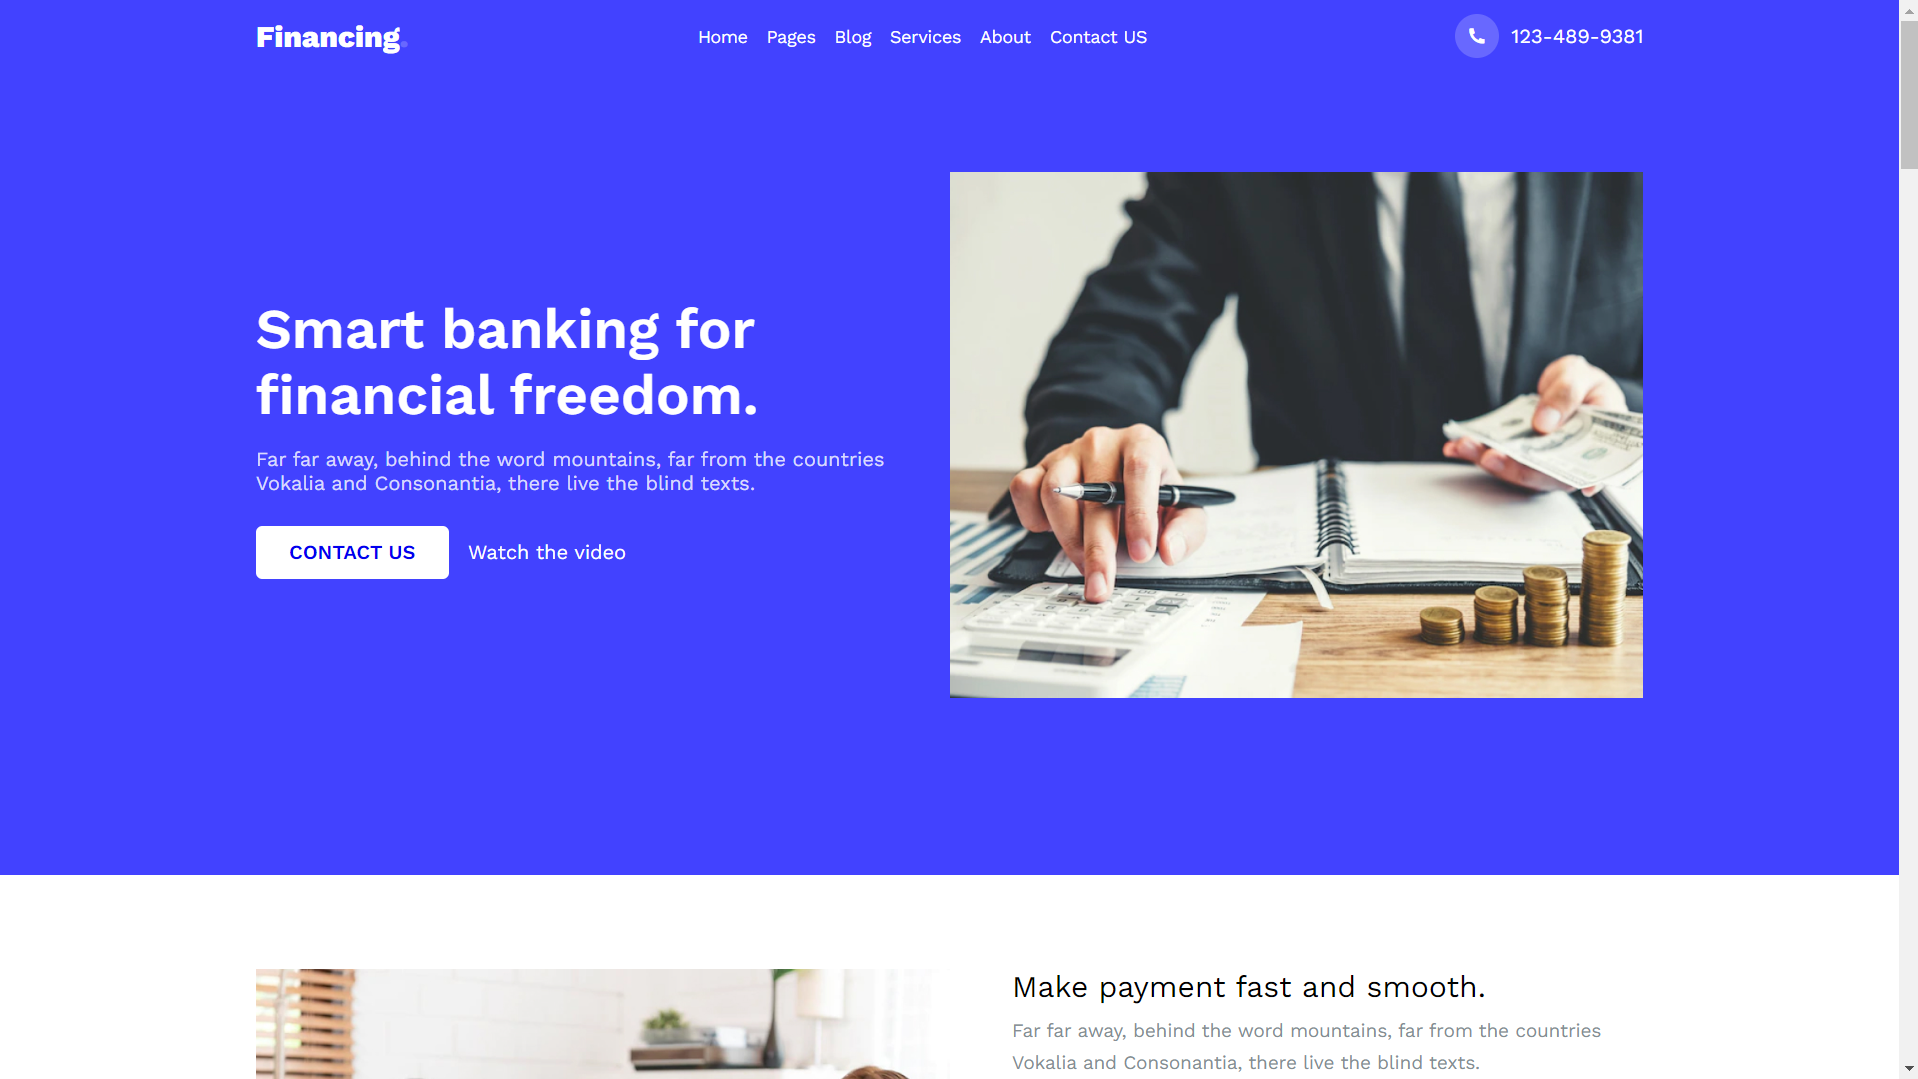 Financing.
Home Pages Blog Services About Contact US
123-489-9381
Smart banking for
financial freedom.
Far far away, behind the word mountains, far from the countries
Vokalia and Consonantia, there live the blind texts.
CONTACT US
Watch the video
Make payment fast and smooth.
Far far away, behind the word mountains, far from the countries
Vokalia and Consonantia, there live the blind texts.